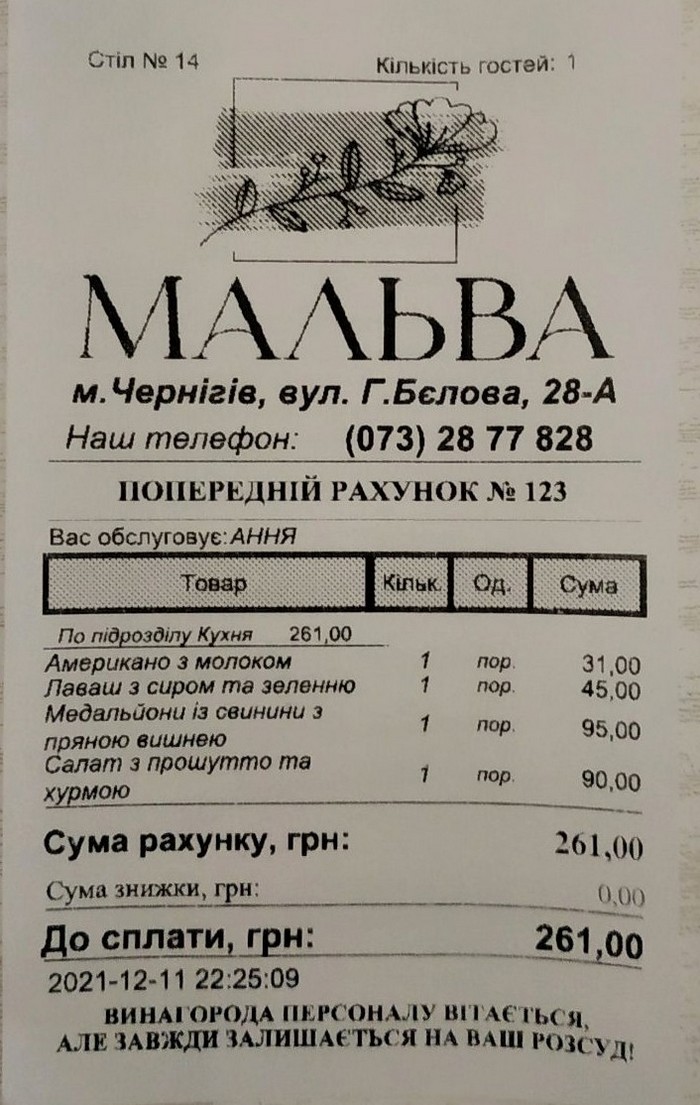 Стіл № 14 Кількість гостей: 1
МАЛЬВА
м.Чернігів, вул. Г.Бєлова, 28-А
Наш телефон: (073) 28 77 828
ПОПЕРЕДНІЙ РАХУНОК № 123
Вас обслуговує:АННЯ
Товар Кільк. Од. Сума
По підрозділу Кухня 261,00
Американо з молоком 1 пор. 31,00
Лаваш з сиром та зеленню 1 пор. 45,00
Медальйони із свинини з
пряною вишнею 1 пор. 95,00
Салат з прошутто та
хурмою 1 пор. 90,00
Сума рахунку, грн: 261,00
Сума знижки, грн: 0,00
До сплати, грн: 261,00
2021-12-11 22:25:09
ВИНАГОРОДА ПЕРСОНАЛУ ВІТАЄТЬСЯ,
АЛЕ ЗАВЖДИ ЗАЛИШАЄТЬСЯ НА ВАШ РОЗСУД!